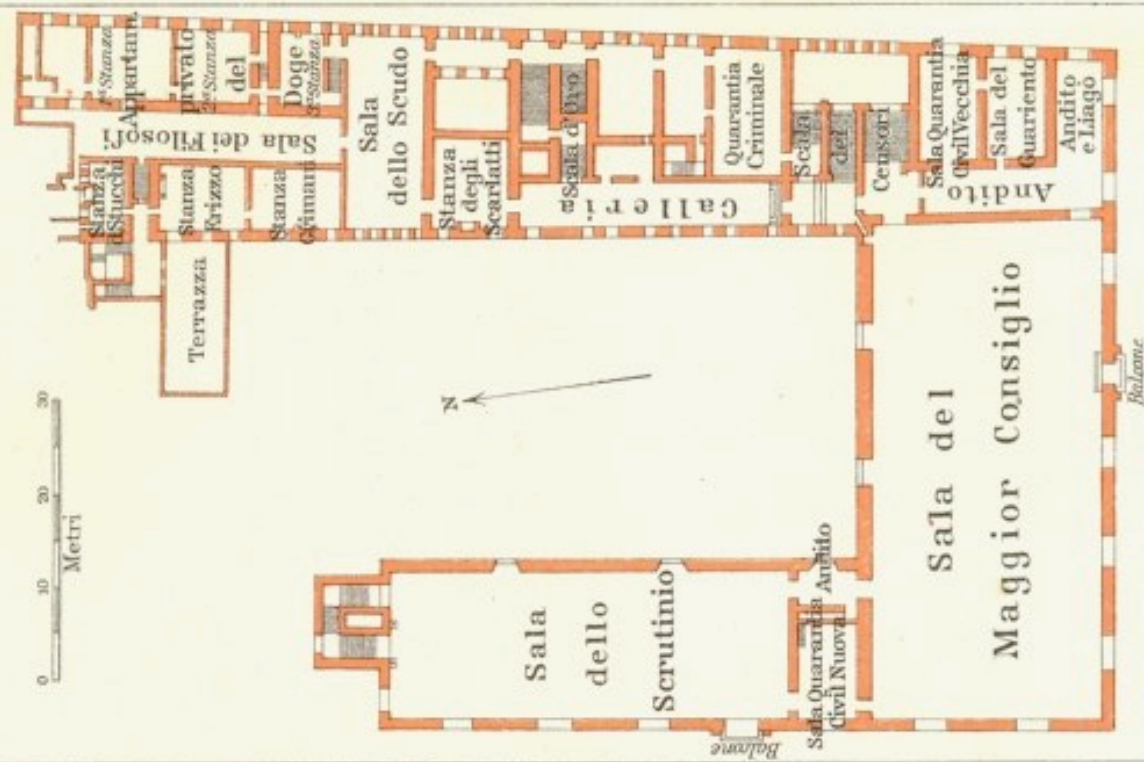 1ª Stanza
Appartam.
privato
2ª Stanza
del
Doge
3ª Stanza
Sala dei Filosofi
Stanza
d. Stucchi
Stanza
Erizzo
Stanza
Grimani
Terrazza
Sala
dello Scudo
Stanza
degli
Scarlatti
Scala d'Oro
Galleria
Quarantia
Criminale
Scala
dei
Censori
Sala Quarantia
Civil Vecchia
Sala del
Guariento
Andito
e Liagò
Andito
N
30
20
10
0
Metri
Sala
dello
Scrutinio
Andito
Sala Quarantia
Civil Nuova
Balcone
Sala del
Maggior Consiglio
Balcone